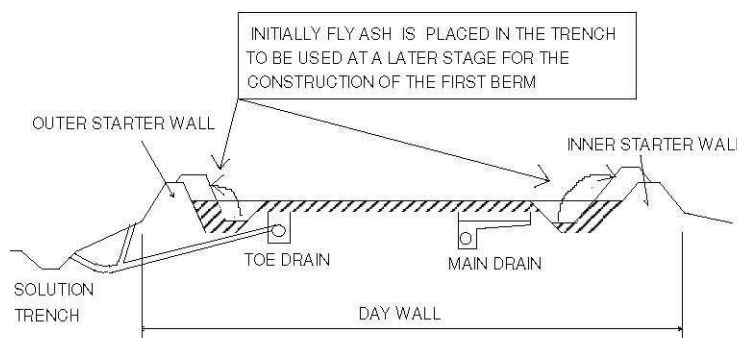 INITIALLY FLY ASH IS PLACED IN THE TRENCH
TO BE USED AT A LATER STAGE FOR THE
CONSTRUCTION OF THE FIRST BERM
OUTER STARTER WALL
INNER STARTER WALL
TOE DRAIN
MAIN DRAIN
SOLUTION
TRENCH
DAY WALL